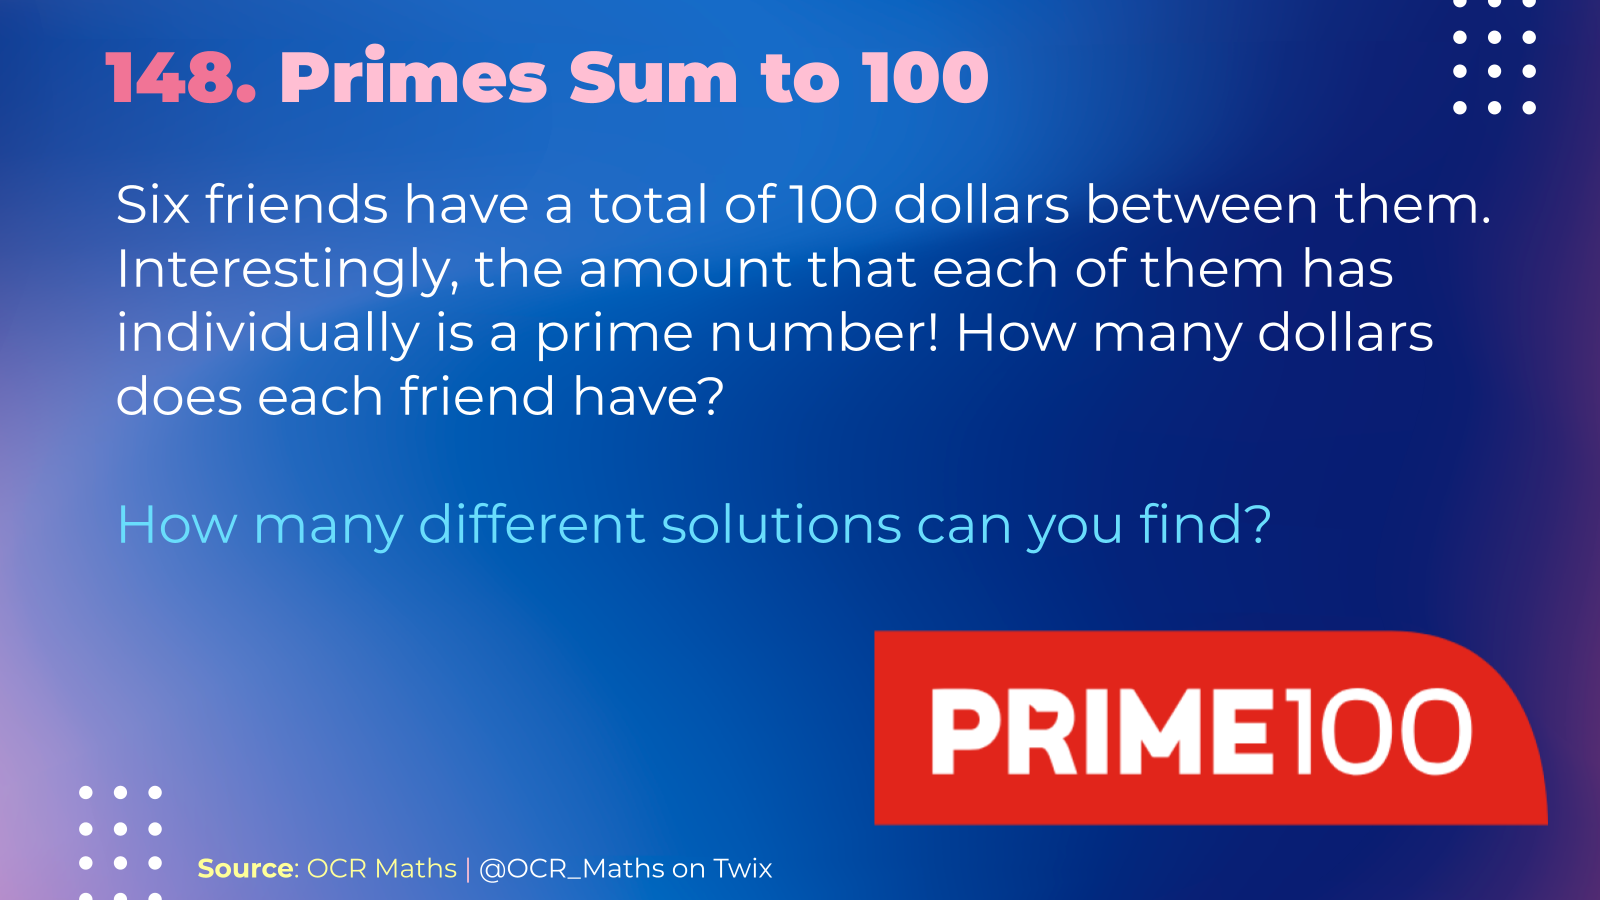 148. Primes Sum to 100
Six friends have a total of 100 dollars between them.
Interestingly, the amount that each of them has
individually is a prime number! How many dollars
does each friend have?
How many different solutions can you find?
PRIME100
Source: OCR Maths | @OCR_Maths on Twix